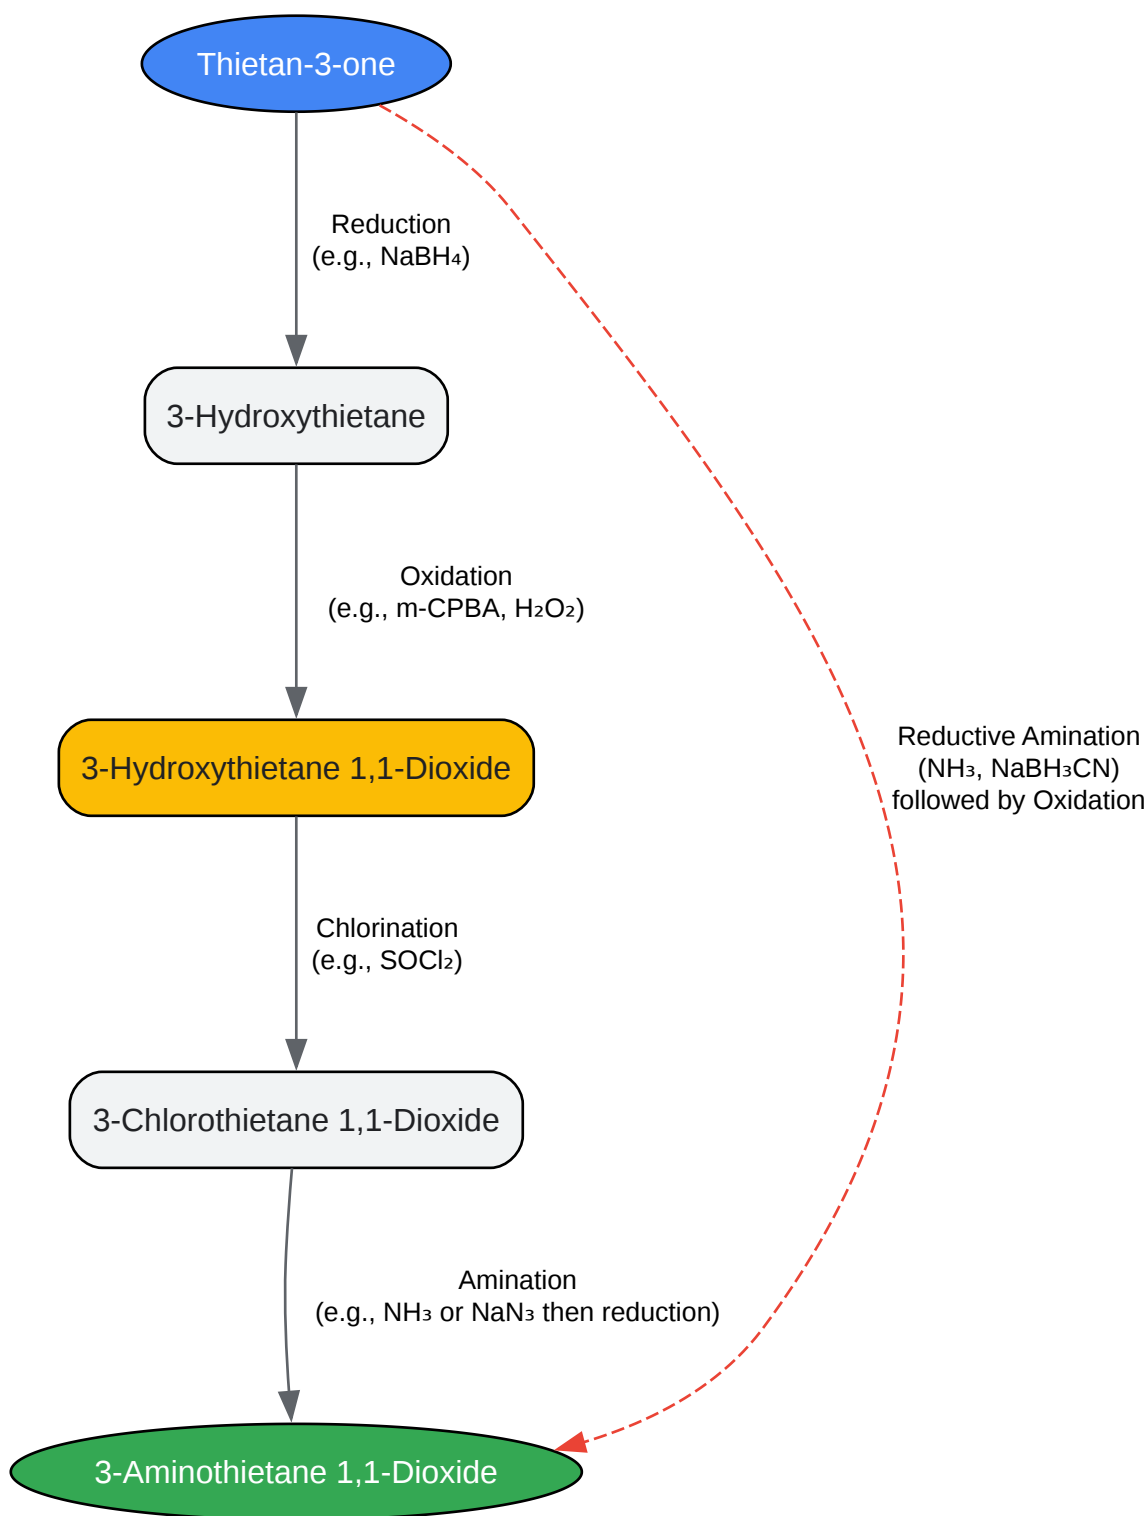 Thietan-3-one
Reduction
(e.g., NaBH₄)
3-Hydroxythietane
Oxidation
(e.g., m-CPBA, H₂O₂)
Reductive Amination
(NH₃, NaBH₃CN)
followed by Oxidation
3-Hydroxythietane 1,1-Dioxide
Chlorination
(e.g., SOCl₂)
3-Chlorothietane 1,1-Dioxide
Amination
(e.g., NH₃ or NaN₃ then reduction)
3-Aminothietane 1,1-Dioxide